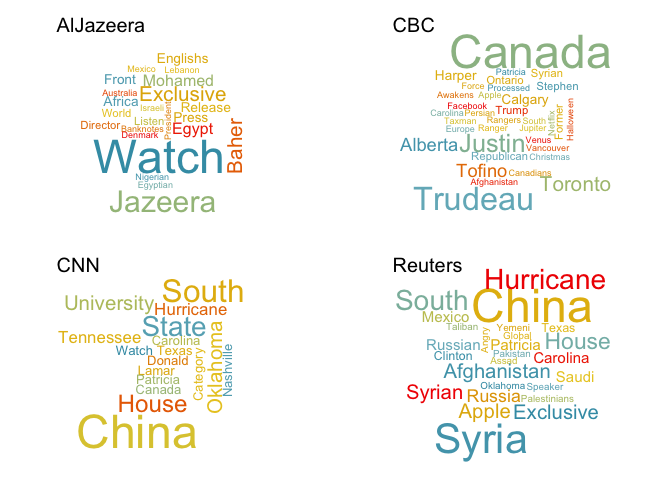 AlJazeera
Englishs
Mexico Lebanon
Front Mohamed
Australia Exclusive
Africa Israeli Release
World Listen President Press
Director Banknotes Egypt
Denmark
Watch Baher
Nigerian
Egyptian
Jazeera
CBC
Canada
Harper Patricia Syrian
Force Ontario Stephen
Awakens Apple Processed
Facebook Calgary
Carolina Persian Trump
Taxman Rangers South Netflix Former Halloween
Europe Ranger Jupiter
Alberta Justin Venus
Vancouver
Republican Christmas
Tofino Canadians
Afghanistan Toronto
Trudeau
CNN
South
University Hurricane
State
Tennessee Carolina
Watch Texas
Donald
Lamar Category Oklahoma Nashville
Patricia
Canada
House
China
Reuters
Hurricane
South China
Mexico
Taliban Angry Yemeni Texas
Global
Russian Patricia House
Clinton Pakistan Carolina
Assad
Afghanistan Saudi
Syrian Oklahoma Speaker
Russia Palestinians
Apple Exclusive
Syria